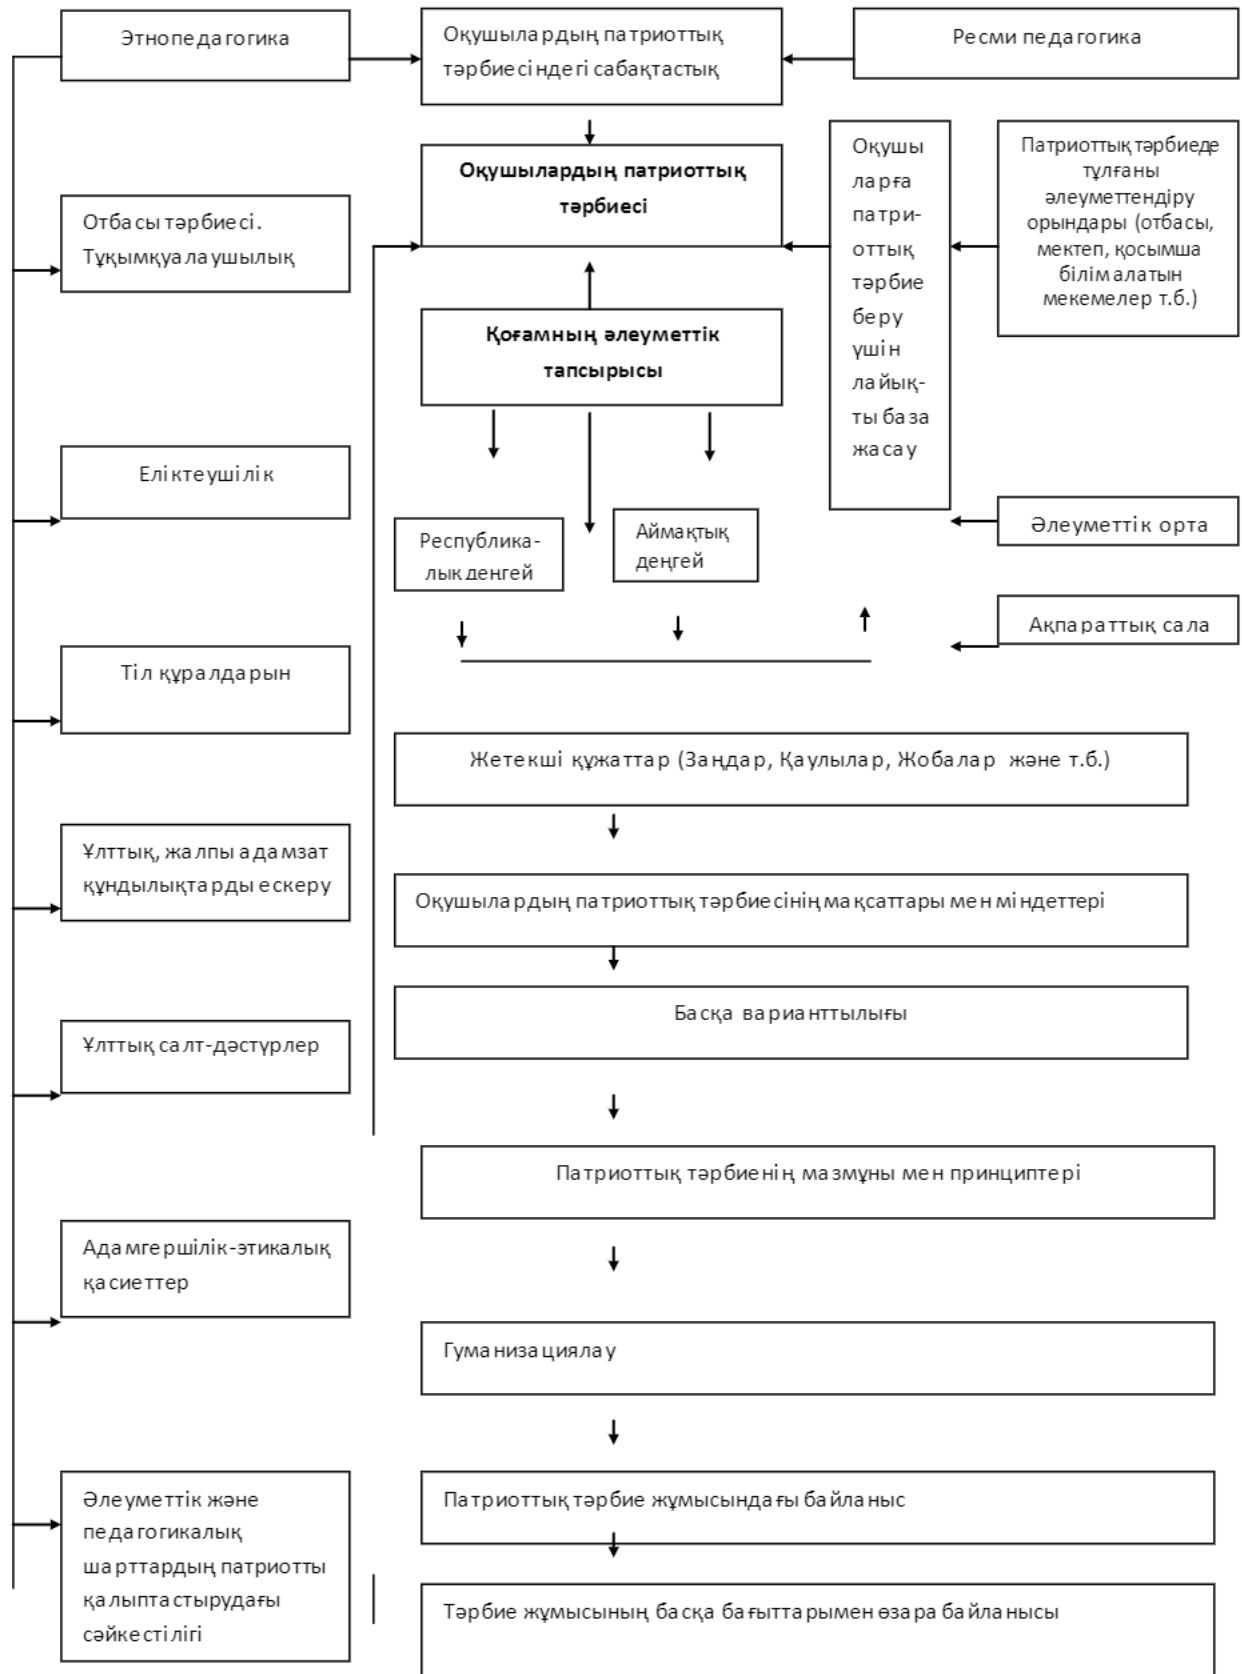 Этнопедагогика
Оқушылардың патриоттық
тәрбиесіндегі сабақтастық
Ресми педагогика
Оқушылардың патриоттық
тәрбиесі
Оқушы
ларға
патри-
оттық
тәрбие
беру
үшін
лайық-
ты база
жасау
Патриоттық тәрбиеде
тұлғаны
әлеуметтендіру
орындары (отбасы,
мектеп, қосымша
білім алатын
мекемелер т.б.)
Отбасы тәрбиесі.
Тұқымқуалаушылық
Қоғамның әлеуметтік
тапсырысы
Еліктеушілік
Республика-
лық деңгей
Аймақтық
деңгей
Әлеуметтік орта
Ақпараттық сала
Тіл құралдарын
Жетекші құжаттар (Заңдар, Қаулылар, Жобалар және т.б.)
Ұлттық, жалпы адамзат
құндылықтарды ескеру
Оқушылардың патриоттық тәрбиесінің мақсаттары мен міндеттері
Басқа варианттылығы
Ұлттық салт-дәстүрлер
Патриоттық тәрбиенің мазмұны мен принциптері
Адамгершілік-этикалық
қасиеттер
Гуманизациялау
Әлеуметтік және
педагогикалық
шарттардың патриотты
қалыптастырудағы
сәйкестілігі
Патриоттық тәрбие жұмысындағы байланыс
Тәрбие жұмысының басқа бағыттарымен өзара байланысы